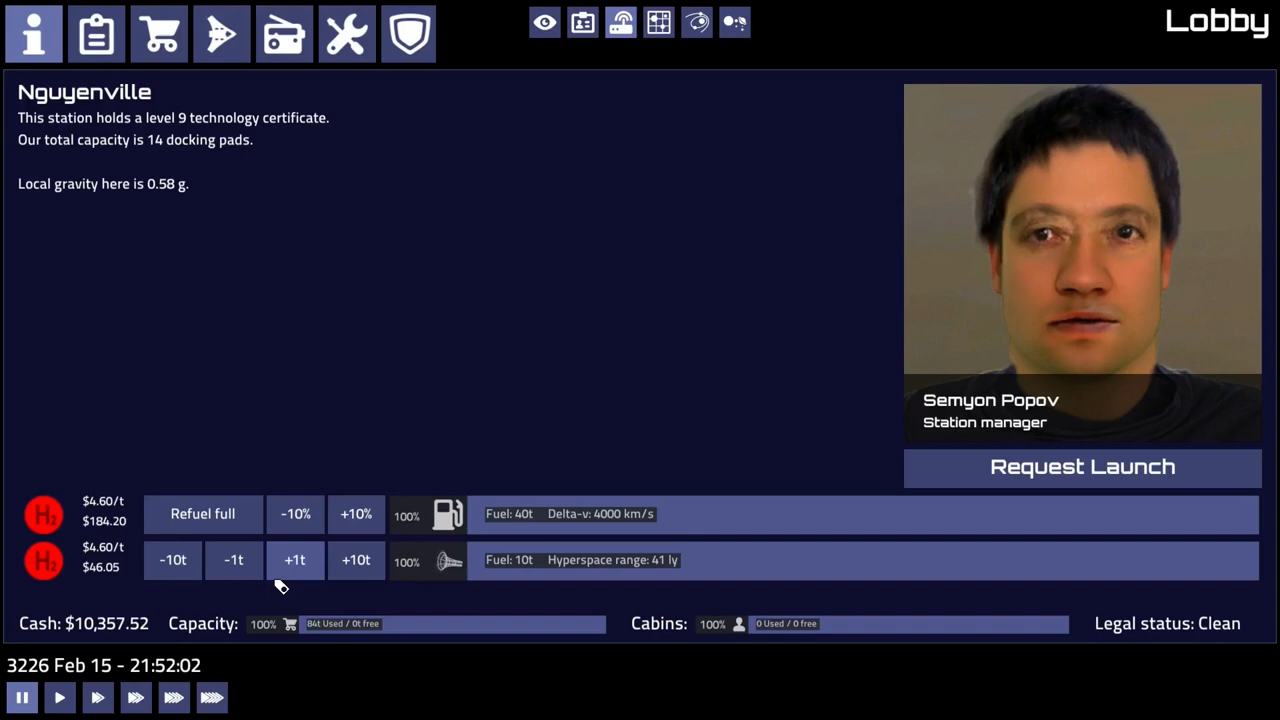 Lobby
Nguyenville
This station holds a level 9 technology certificate.
Our total capacity is 14 docking pads.
Local gravity here is 0.58 g.
Semyon Popov
Station manager
Request Launch
H₂ $4.60/t $184.20 Refuel full -10% +10% 100% Fuel: 40t Delta-v: 4000 km/s
H₂ $4.60/t $46.05 -10t -1t +1t +10t 100% Fuel: 10t Hyperspace range: 41 ly
Cash: $10,357.52 Capacity: 100% 84t Used / 0t free Cabins: 100% 0 Used / 0 free Legal status: Clean
3226 Feb 15 - 21:52:02